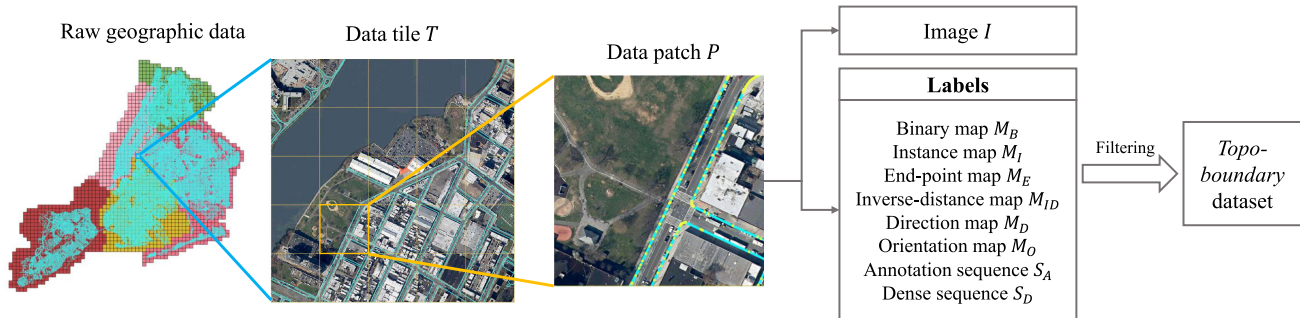 Raw geographic data
Data tile T
Data patch P
Image I
Labels
Binary map M_B
Instance map M_I
End-point map M_E
Inverse-distance map M_ID
Direction map M_D
Orientation map M_O
Annotation sequence S_A
Dense sequence S_D
Filtering
Topo-
boundary
dataset